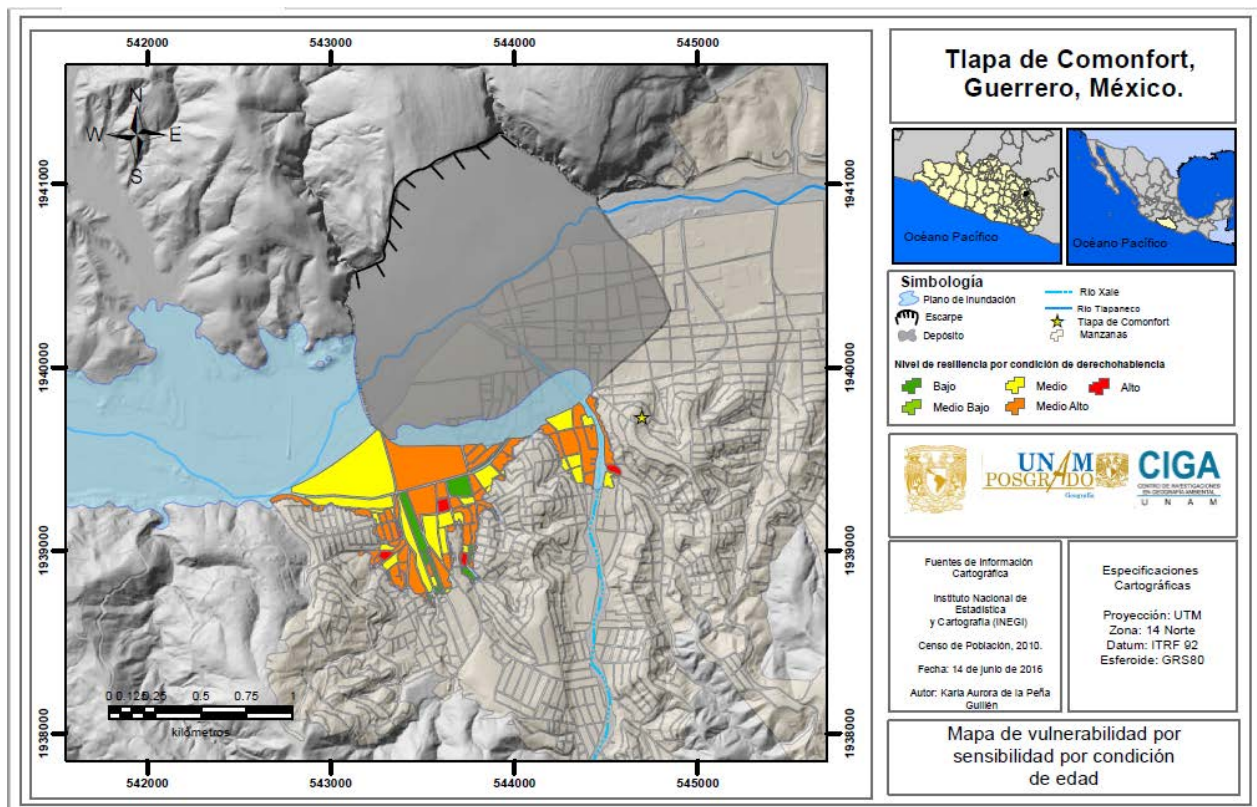 542000 543000 544000 545000
N
W E
S
1941000 1941000
1940000 1940000
1939000 1939000
1938000 1938000
0 0.125 0.25 0.5 0.75 1
kilómetros
542000 543000 544000 545000
Tlapa de Comonfort,
Guerrero, México.
Océano Pacífico
Océano Pacífico
Simbología
Plano de Inundación
Escarpe
Depósito
Río Xale
Río Tlapaneco
Tlapa de Comonfort
Manzanas
Nivel de resiliencia por condición de derechohabiencia
Bajo Medio Alto
Medio Bajo Medio Alto
UNAM
POSGRADO
Geografía
CIGA
CENTRO DE INVESTIGACIONES
EN GEOGRAFÍA AMBIENTAL
U N A M
Fuentes de Información
Cartográfica
Instituto Nacional de
Estadística
y Cartografía (INEGI)
Censo de Población, 2010.
Fecha: 14 de junio de 2016
Autor: Karla Aurora de la Peña
Guillén
Especificaciones
Cartográficas
Proyección: UTM
Zona: 14 Norte
Datum: ITRF 92
Esferoide: GRS80
Mapa de vulnerabilidad por
sensibilidad por condición
de edad